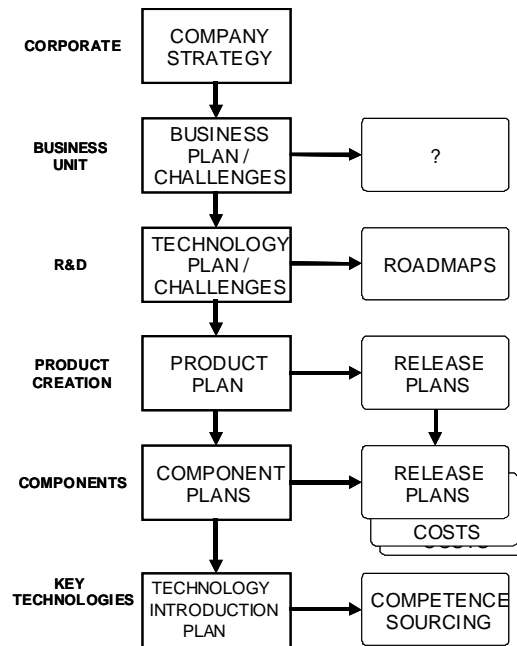 CORPORATE
COMPANY
STRATEGY
BUSINESS
UNIT
BUSINESS
PLAN /
CHALLENGES
?
R&D
TECHNOLOGY
PLAN /
CHALLENGES
ROADMAPS
PRODUCT
CREATION
PRODUCT
PLAN
RELEASE
PLANS
COMPONENTS
COMPONENT
PLANS
RELEASE
PLANS
COSTS
COSTS
KEY
TECHNOLOGIES
TECHNOLOGY
INTRODUCTION
PLAN
COMPETENCE
SOURCING